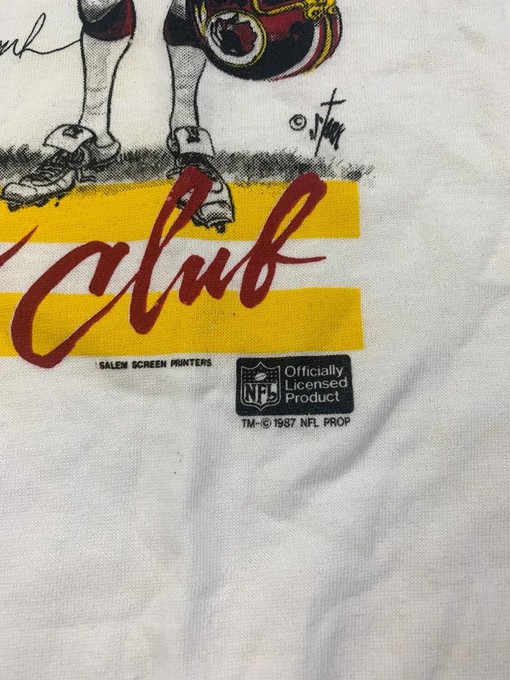 ©
Club
SALEM SCREEN PRINTERS
NFL
Officially
Licensed
Product
TM-© 1987 NFL PROP